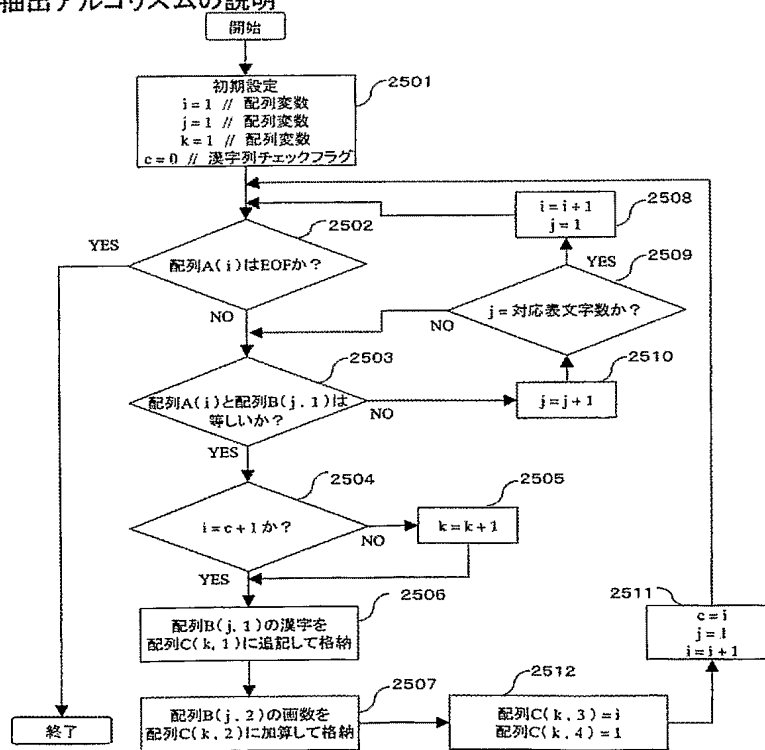 抽出アルゴリズムの説明
開始
初期設定
i=1 // 配列変数
j=1 // 配列変数
k=1 // 配列変数
c=0 // 漢字列チェックフラグ
2501
2502
配列A(i)はEOFか?
YES
NO
i=i+1
j=1
2508
2509
j=対応表文字数か?
YES
NO
2503
配列A(i)と配列B(j.1)は
等しいか?
NO
YES
2510
j=j+1
2504
i=c+1か?
NO
YES
2505
k=k+1
2506
配列B(j,1)の漢字を
配列C(k,1)に追記して格納
2507
配列B(j,2)の画数を
配列C(k,2)に加算して格納
2512
配列C(k,3)=i
配列C(k,4)=1
2511
c=i
j=1
i=i+1
終了